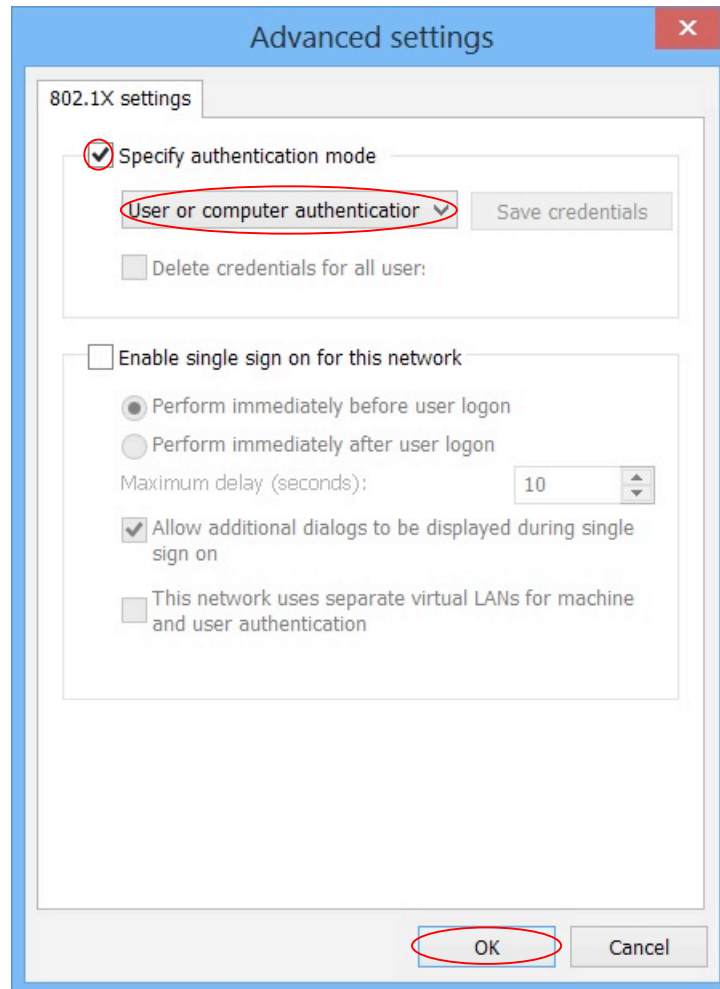 Advanced settings
802.1X settings
Specify authentication mode
User or computer authentication
Save credentials
Delete credentials for all user:
Enable single sign on for this network
Perform immediately before user logon
Perform immediately after user logon
Maximum delay (seconds):
10
Allow additional dialogs to be displayed during single
sign on
This network uses separate virtual LANs for machine
and user authentication
OK
Cancel